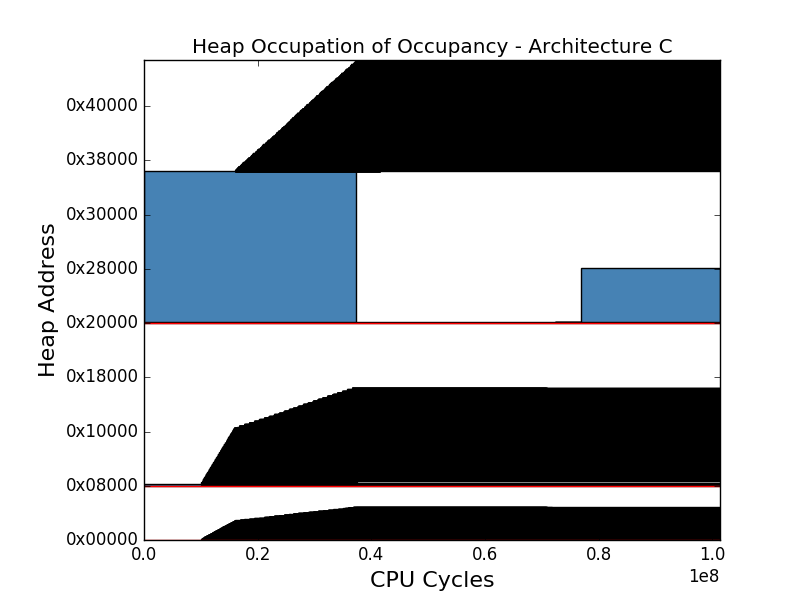 Heap Occupation of Occupancy - Architecture C
Heap Address
0x40000
0x38000
0x30000
0x28000
0x20000
0x18000
0x10000
0x08000
0x00000
0.0 0.2 0.4 0.6 0.8 1.0
1e8
CPU Cycles